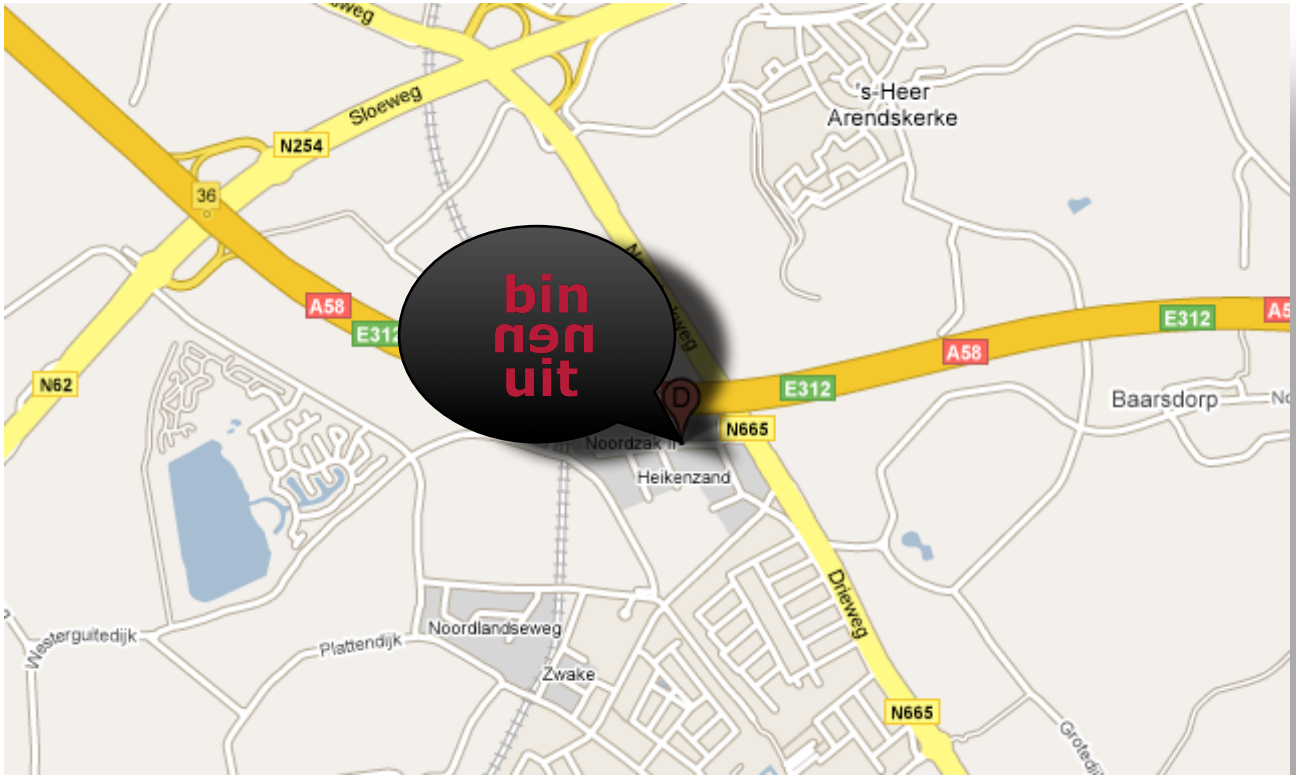 weg
's-Heer
Arendskerke
Sloeweg
N254
36
A58
E312
bin
nen
uit
N62
D
E312
A58
E312
Baarsdorp
N665
Noordzak II
Heikenzand
Drieweg
Noordlandseweg
Westerguitedijk
Plattendijk
Zwake
N665